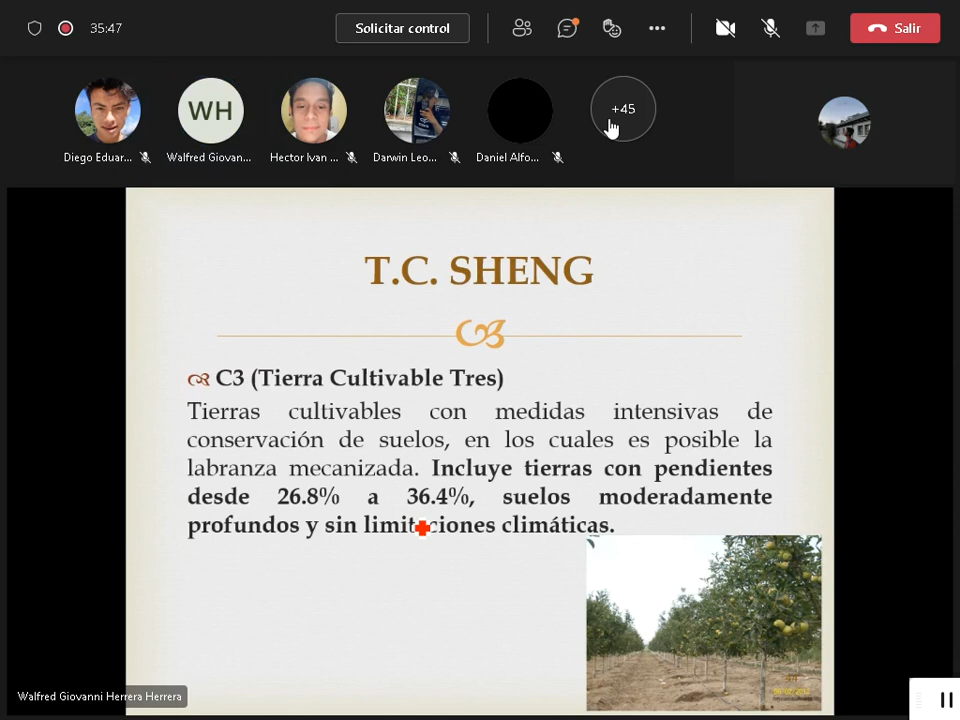 35:47
Solicitar control
Salir
WH
+45
Diego Eduar...
Walfred Giovan...
Hector Ivan ...
Darwin Leo...
Daniel Alfo...
T.C. SHENG
C3 (Tierra Cultivable Tres)
Tierras cultivables con medidas intensivas de
conservación de suelos, en los cuales es posible la
labranza mecanizada. Incluye tierras con pendientes
desde 26.8% a 36.4%, suelos moderadamente
profundos y sin limitaciones climáticas.
Walfred Giovanni Herrera Herrera